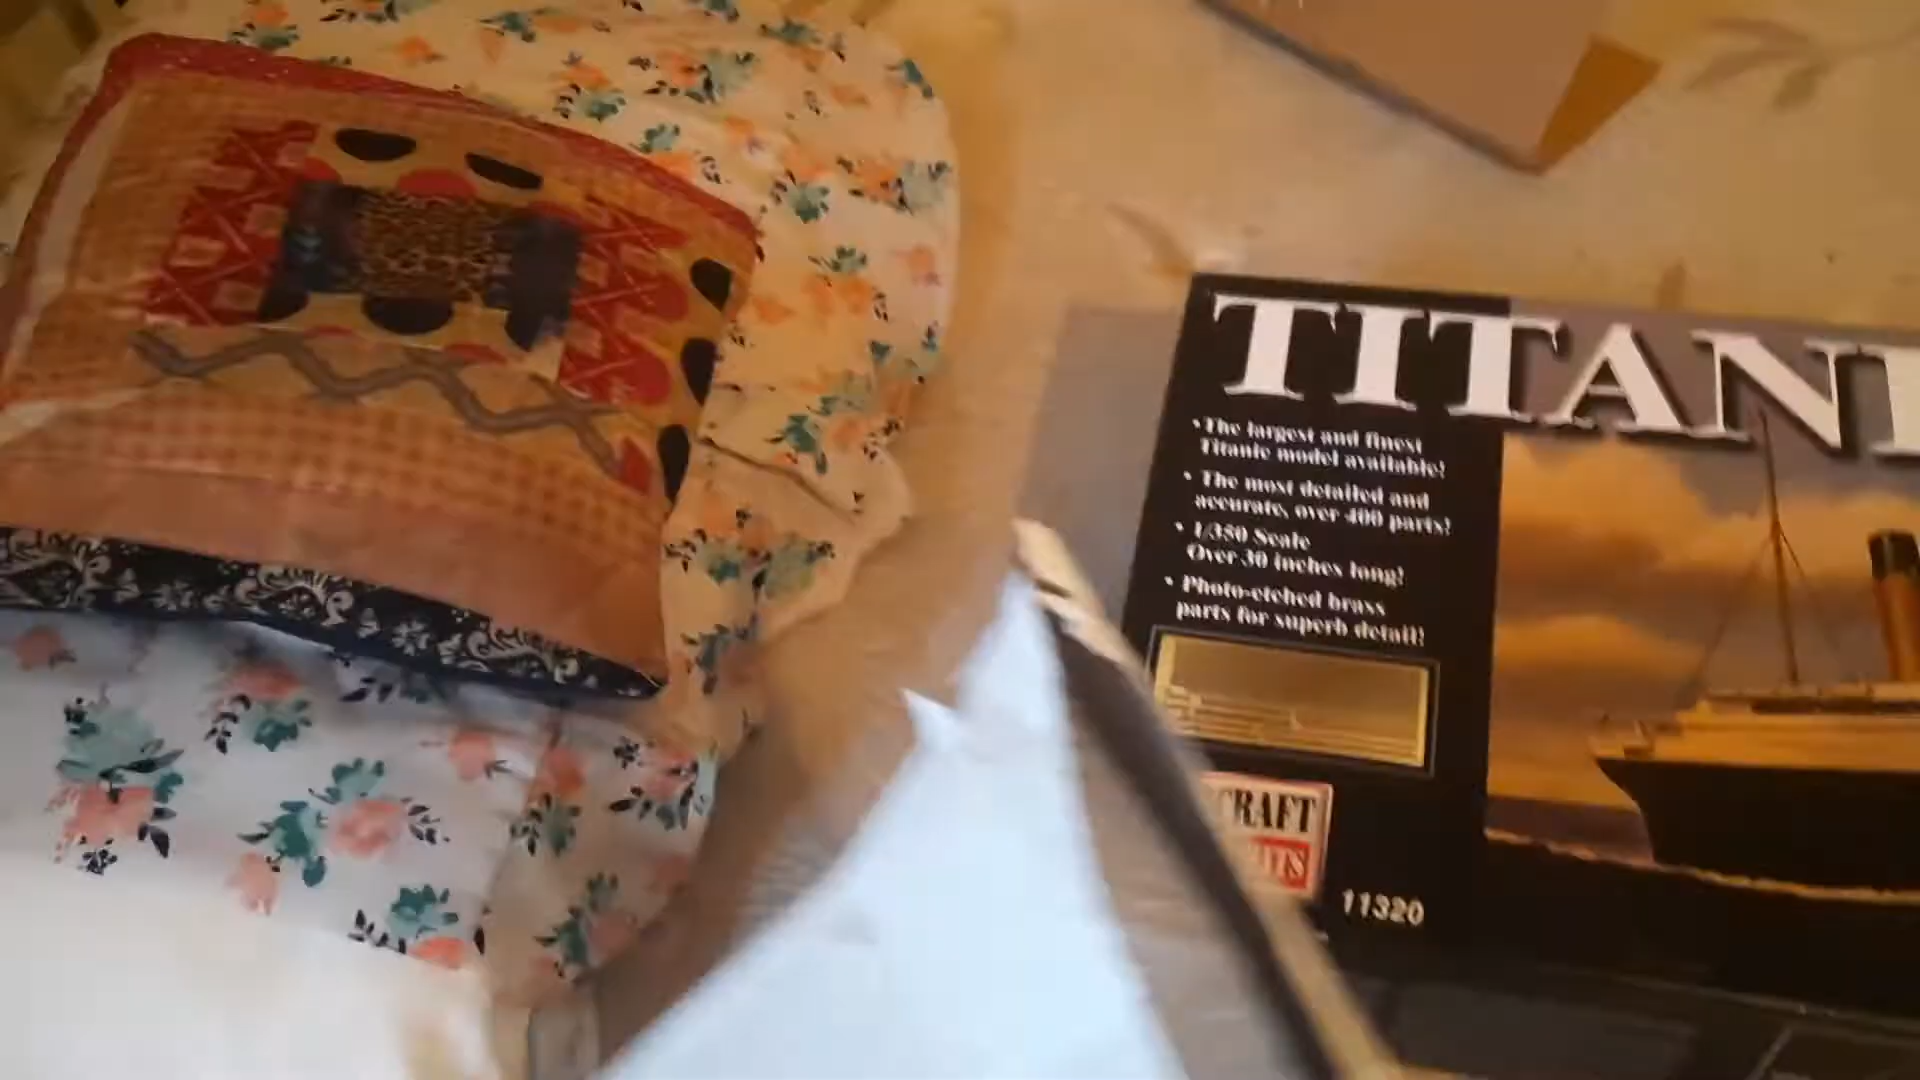 TITANI
• The largest and finest
Titanic model available!
• The most detailed and
accurate, over 400 parts!
• 1/350 Scale
Over 30 inches long!
• Photo-etched brass
parts for superb detail!
CRAFT
11320